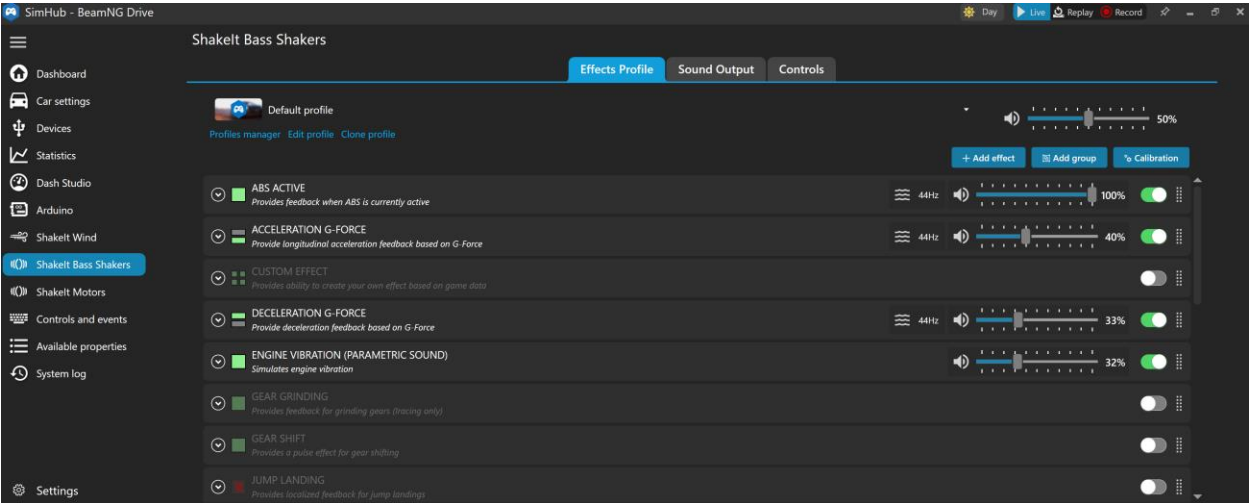 SimHub - BeamNG Drive
Day
Live
Replay
Record
ShakeIt Bass Shakers
Dashboard
Car settings
Devices
Statistics
Dash Studio
Arduino
ShakeIt Wind
ShakeIt Bass Shakers
ShakeIt Motors
Controls and events
Available properties
System log
Settings
Effects Profile
Sound Output
Controls
Default profile
50%
Profiles manager Edit profile Clone profile
+ Add effect
Add group
Calibration
ABS ACTIVE
Provides feedback when ABS is currently active
44Hz
100%
ACCELERATION G-FORCE
Provide longitudinal acceleration feedback based on G-Force
44Hz
40%
CUSTOM EFFECT
Provides ability to create your own effect based on game data
DECELERATION G-FORCE
Provide deceleration feedback based on G-Force
44Hz
33%
ENGINE VIBRATION (PARAMETRIC SOUND)
Simulates engine vibration
32%
GEAR GRINDING
Provides feedback for grinding gears (Iracing only)
GEAR SHIFT
Provides a pulse effect for gear shifting
JUMP LANDING
Provides localized feedback for jump landings